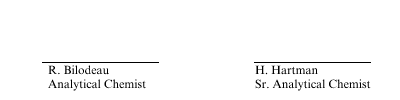 R. Bilodeau
Analytical Chemist
H. Hartman
Sr. Analytical Chemist